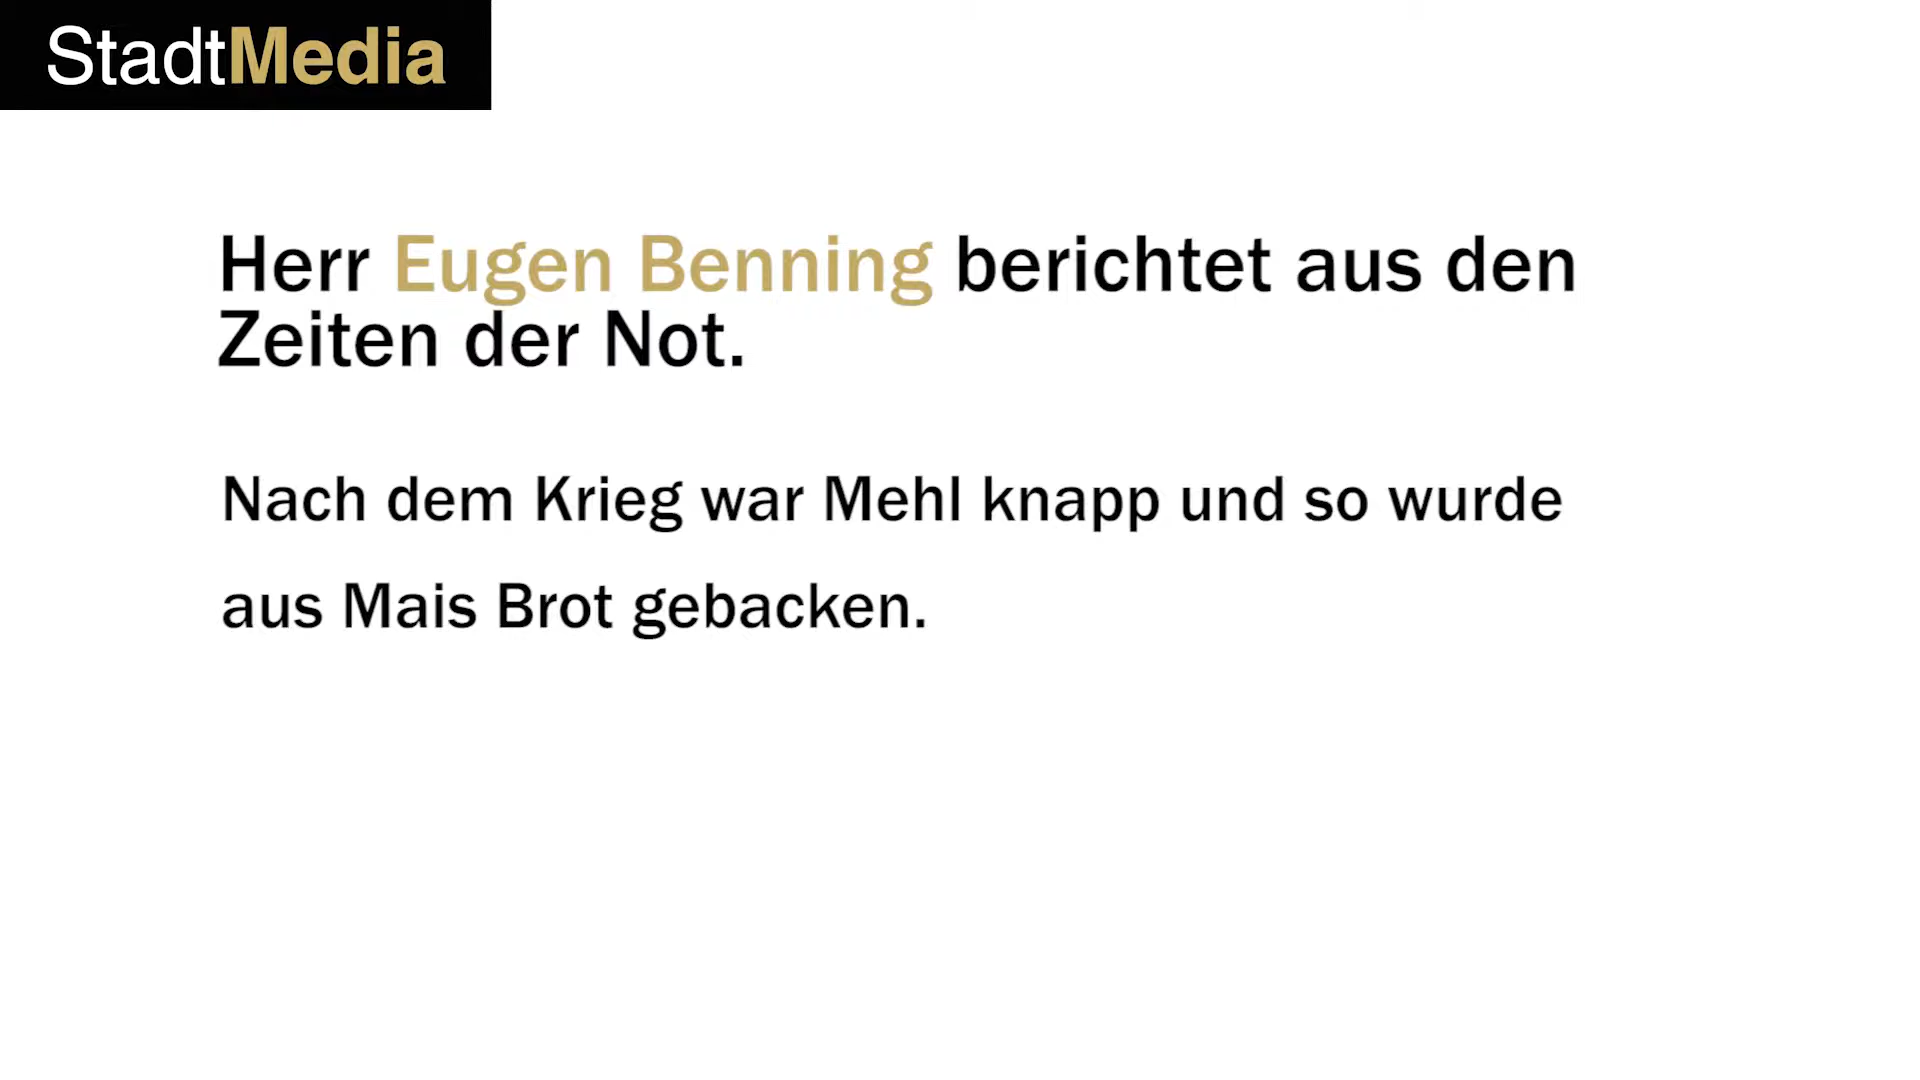 StadtMedia
Herr Eugen Benning berichtet aus den
Zeiten der Not.
Nach dem Krieg war Mehl knapp und so wurde
aus Mais Brot gebacken.